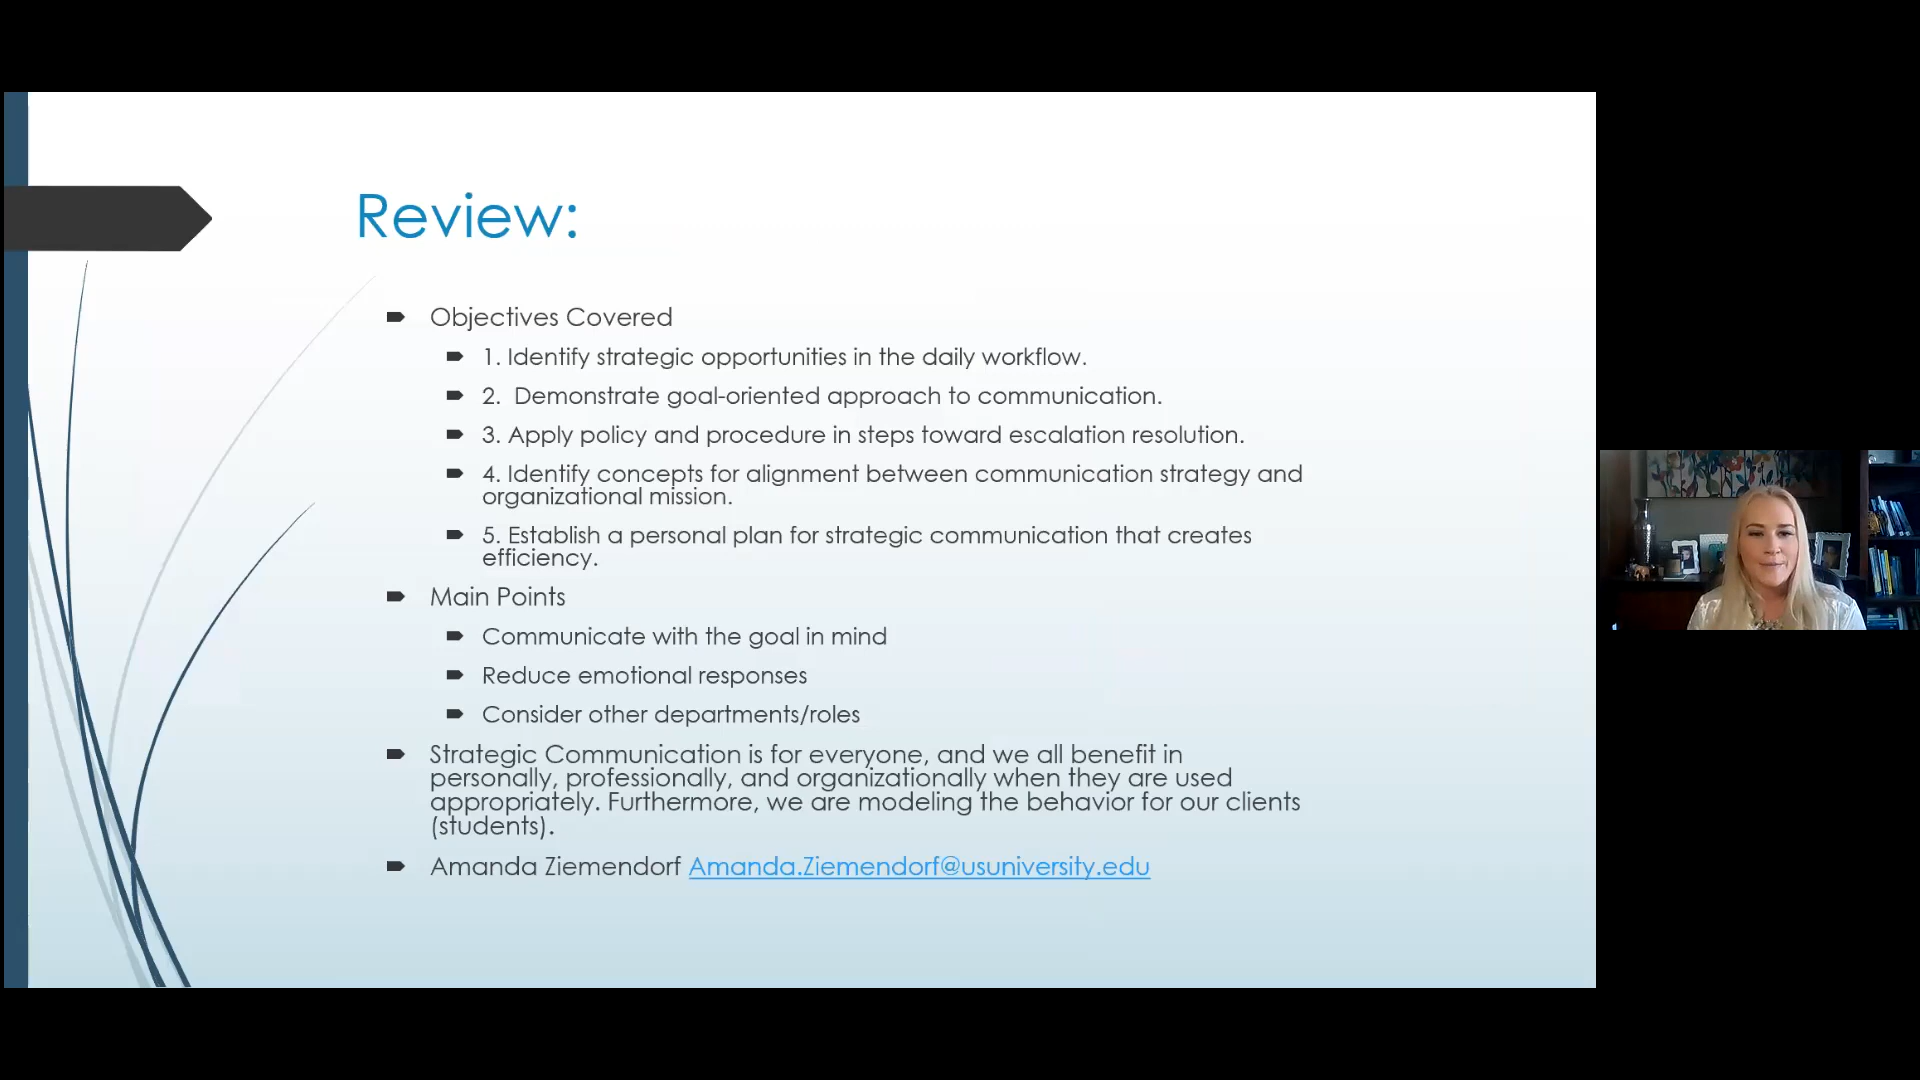 Review:
Objectives Covered
1. Identify strategic opportunities in the daily workflow.
2.  Demonstrate goal-oriented approach to communication.
3. Apply policy and procedure in steps toward escalation resolution.
4. Identify concepts for alignment between communication strategy and
organizational mission.
5. Establish a personal plan for strategic communication that creates
efficiency.
Main Points
Communicate with the goal in mind
Reduce emotional responses
Consider other departments/roles
Strategic Communication is for everyone, and we all benefit in
personally, professionally, and organizationally when they are used
appropriately. Furthermore, we are modeling the behavior for our clients
(students).
Amanda Ziemendorf Amanda.Ziemendorf@usuniversity.edu